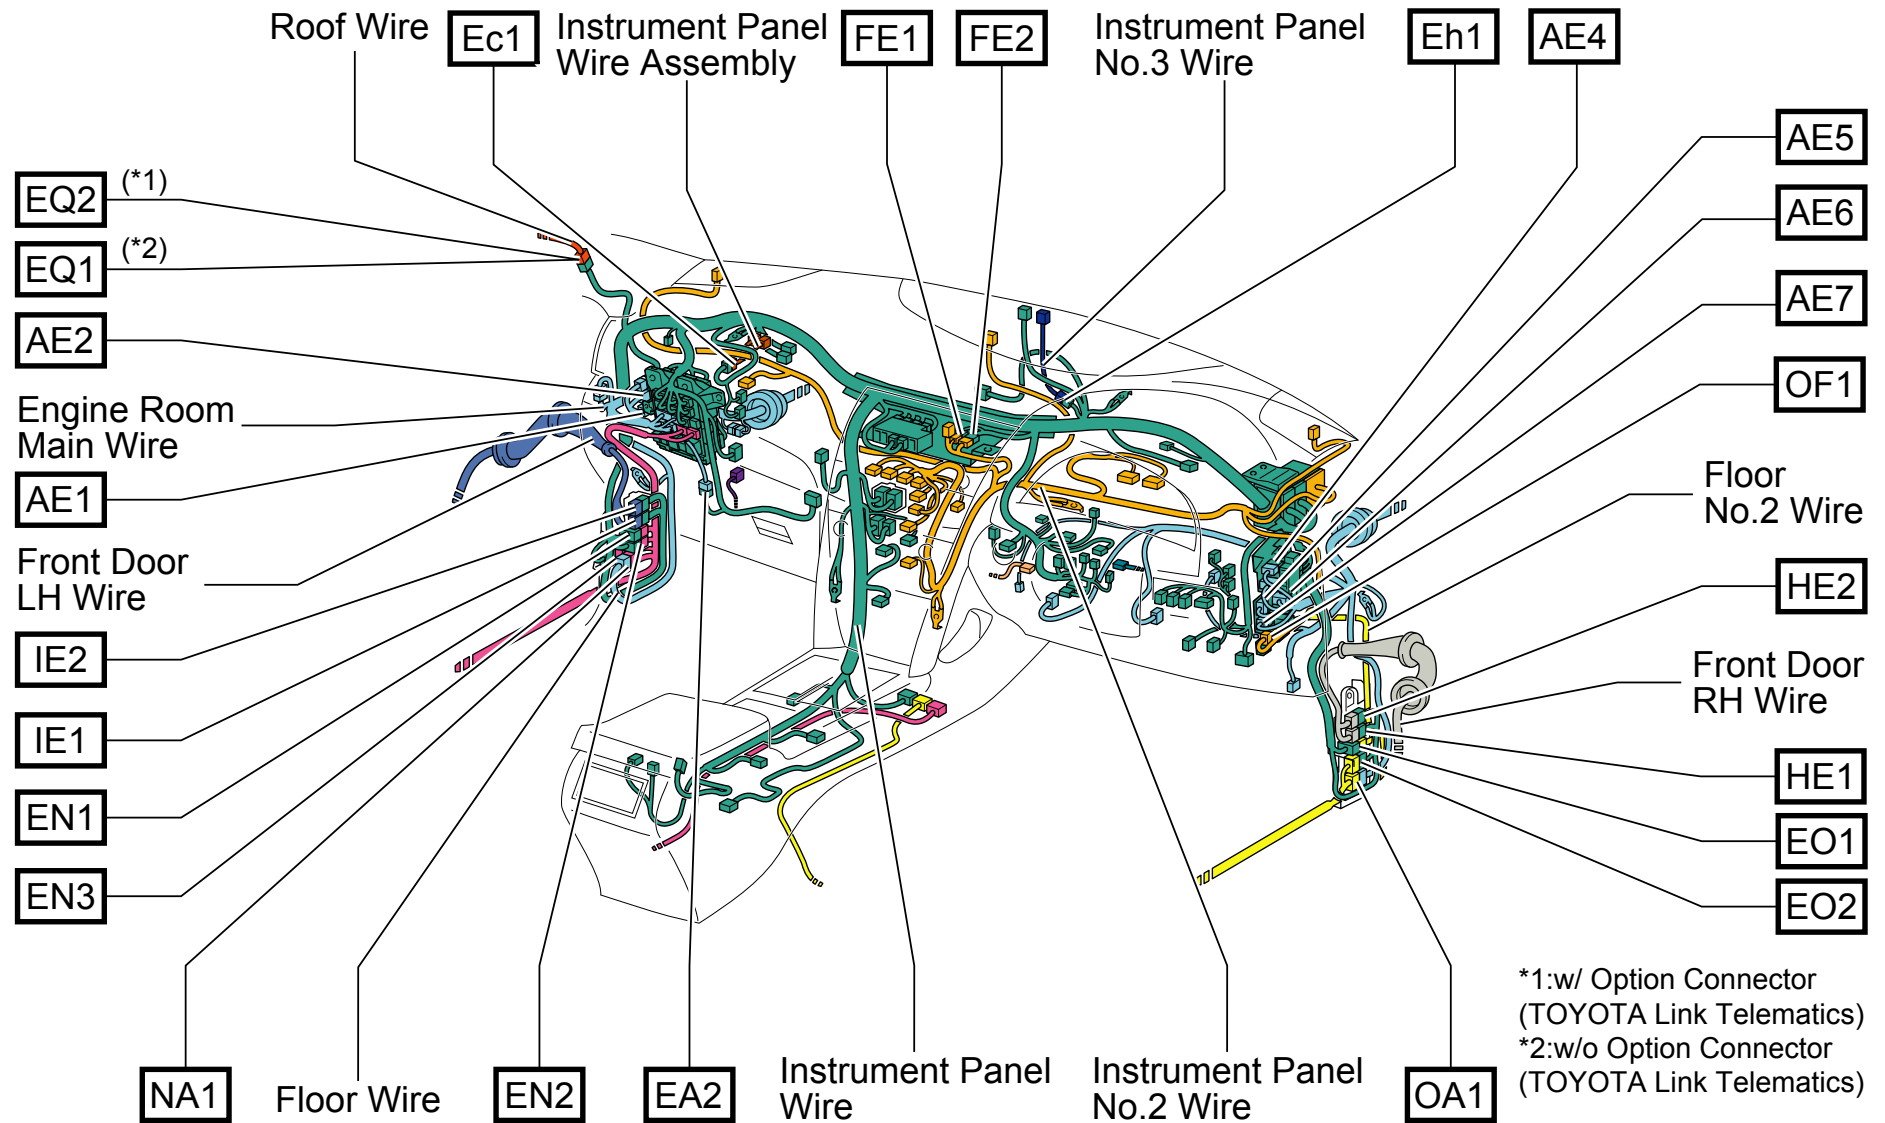 Roof Wire
Ec1
Instrument Panel
Wire Assembly
FE1
FE2
Instrument Panel
No.3 Wire
Eh1
AE4
AE5
AE6
AE7
OF1
Floor
No.2 Wire
HE2
Front Door
RH Wire
HE1
EO1
EO2
EQ2
(*1)
EQ1
(*2)
AE2
Engine Room
Main Wire
AE1
Front Door
LH Wire
IE2
IE1
EN1
EN3
NA1
Floor Wire
EN2
EA2
Instrument Panel
Wire
Instrument Panel
No.2 Wire
OA1
*1:w/ Option Connector
(TOYOTA Link Telematics)
*2:w/o Option Connector
(TOYOTA Link Telematics)